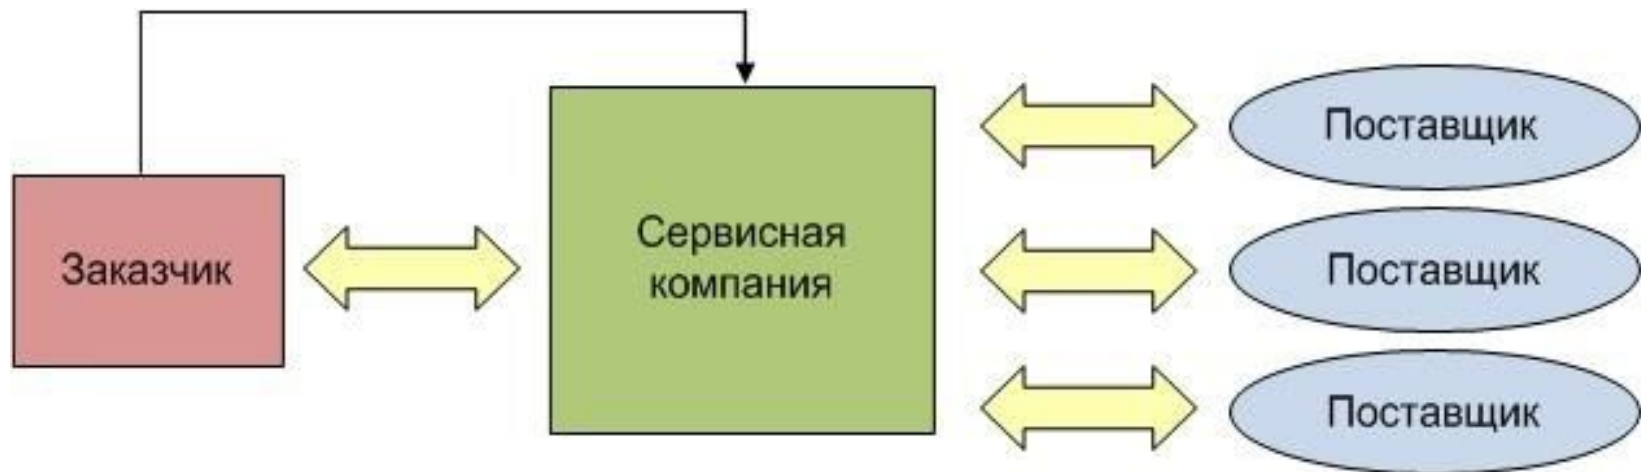 Заказчик
Сервисная
компания
Поставщик
Поставщик
Поставщик